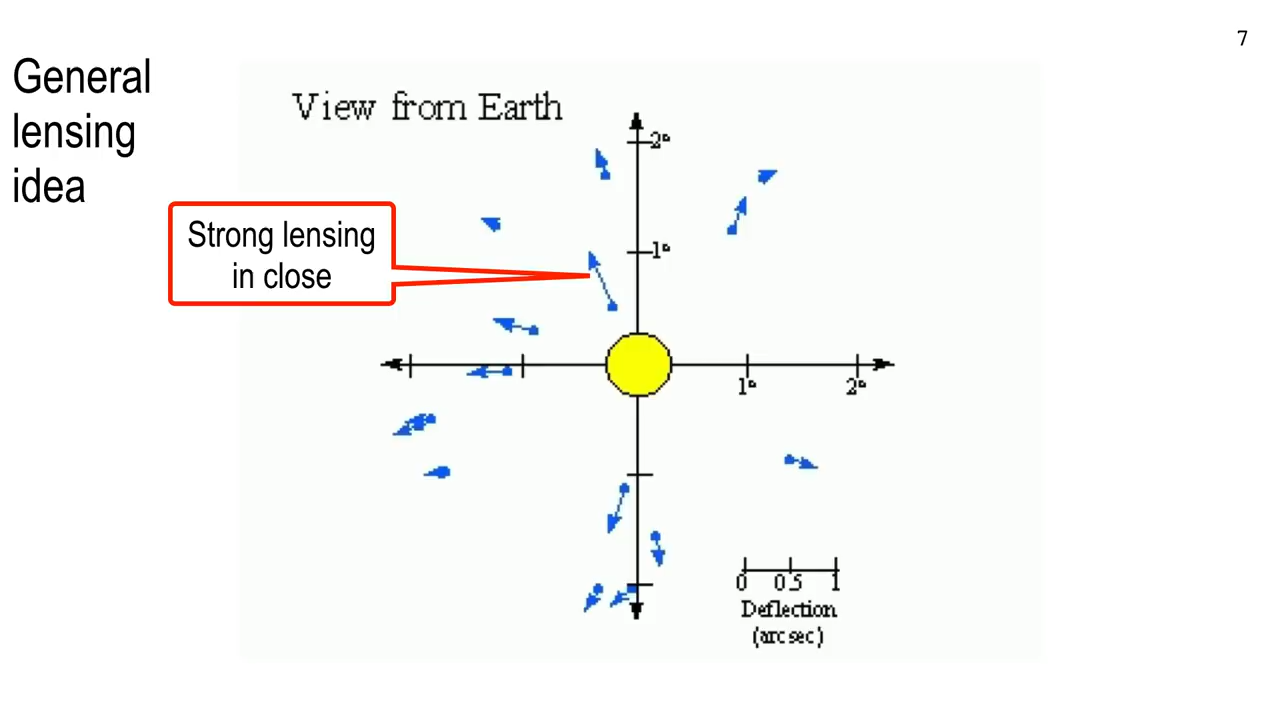 7
General
lensing
idea
View from Earth
Strong lensing
in close
2°
1°
1°
2°
0 0.5 1
Deflection
(arcsec)